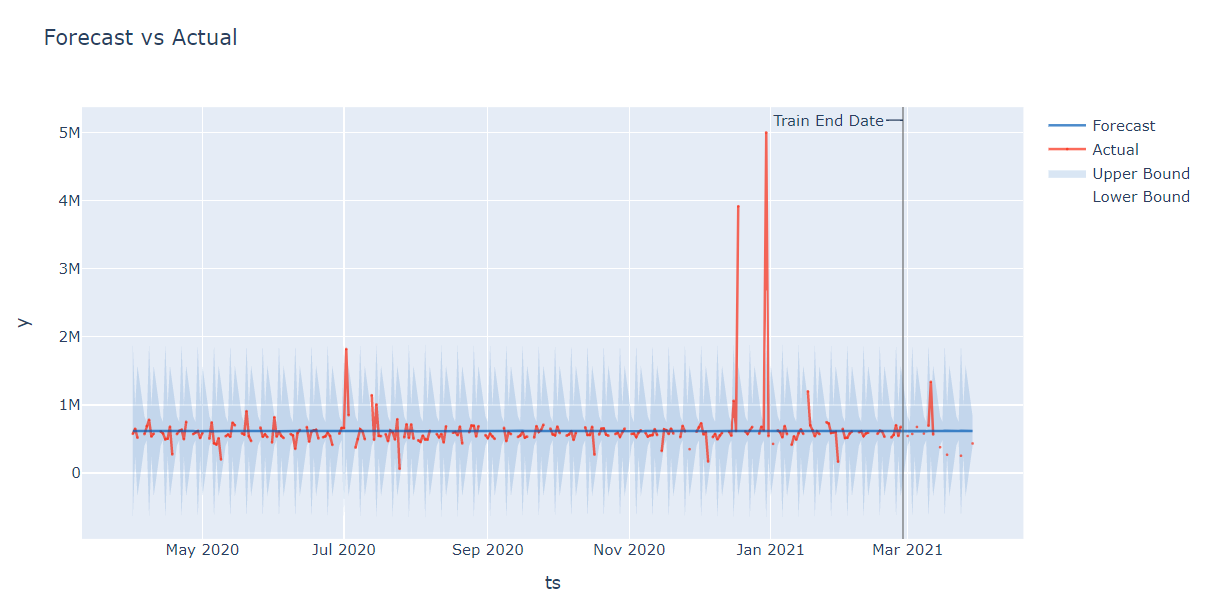 Forecast vs Actual
Train End Date
Forecast
Actual
Upper Bound
Lower Bound
5M
4M
3M
2M
1M
0
y
May 2020
Jul 2020
Sep 2020
Nov 2020
Jan 2021
Mar 2021
ts